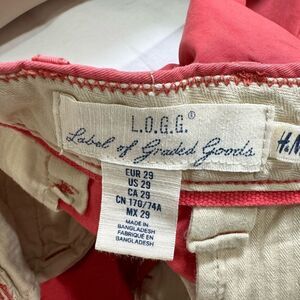 L.O.G.G.®
Label of Graded Goods
H.M
EUR 29
US 29
CA 29
CN 170/74A
MX 29
MADE IN
BANGLADESH
FABRIQUÉ EN
BANGLADESH